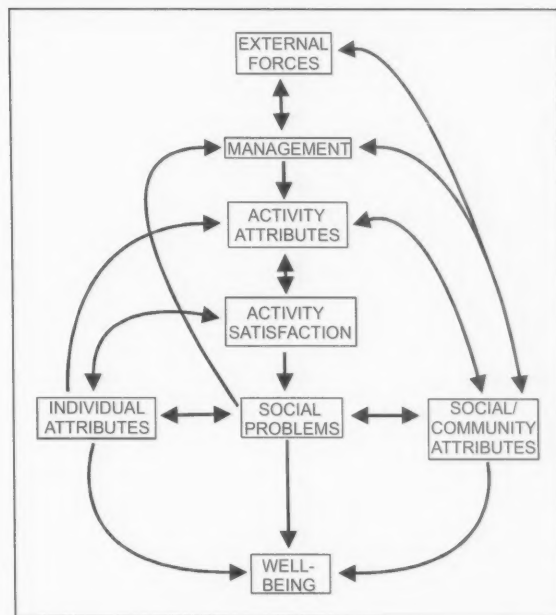 EXTERNAL
FORCES
MANAGEMENT
ACTIVITY
ATTRIBUTES
ACTIVITY
SATISFACTION
INDIVIDUAL
ATTRIBUTES
SOCIAL
PROBLEMS
SOCIAL/
COMMUNITY
ATTRIBUTES
WELL-
BEING